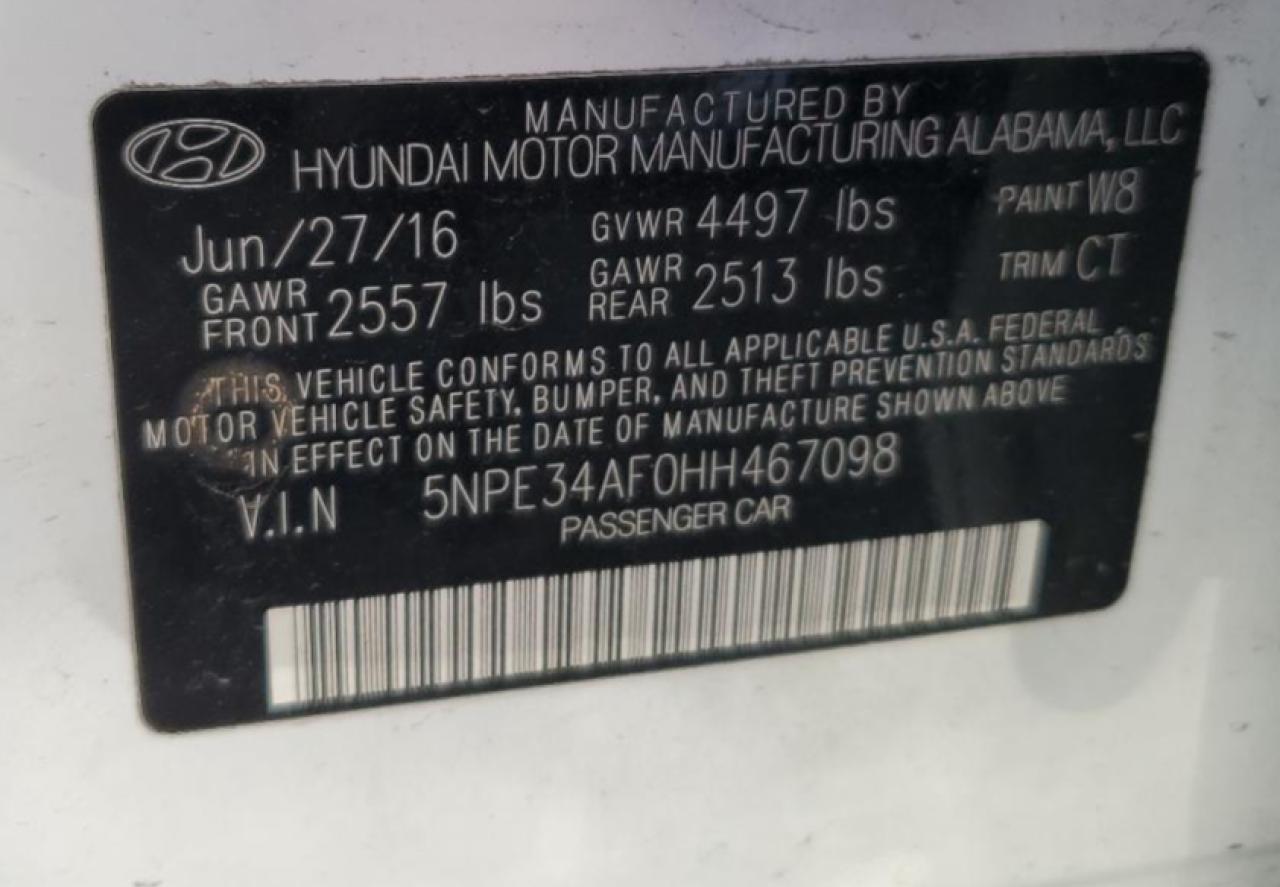 MANUFACTURED BY
HYUNDAI MOTOR MANUFACTURING ALABAMA, LLC
Jun/27/16 GVWR 4497 lbs PAINT W8
GAWR FRONT 2557 lbs GAWR REAR 2513 lbs TRIM CT
THIS VEHICLE CONFORMS TO ALL APPLICABLE U.S.A. FEDERAL
MOTOR VEHICLE SAFETY, BUMPER, AND THEFT PREVENTION STANDARDS
IN EFFECT ON THE DATE OF MANUFACTURE SHOWN ABOVE
V.I.N 5NPE34AF0HH467098
PASSENGER CAR